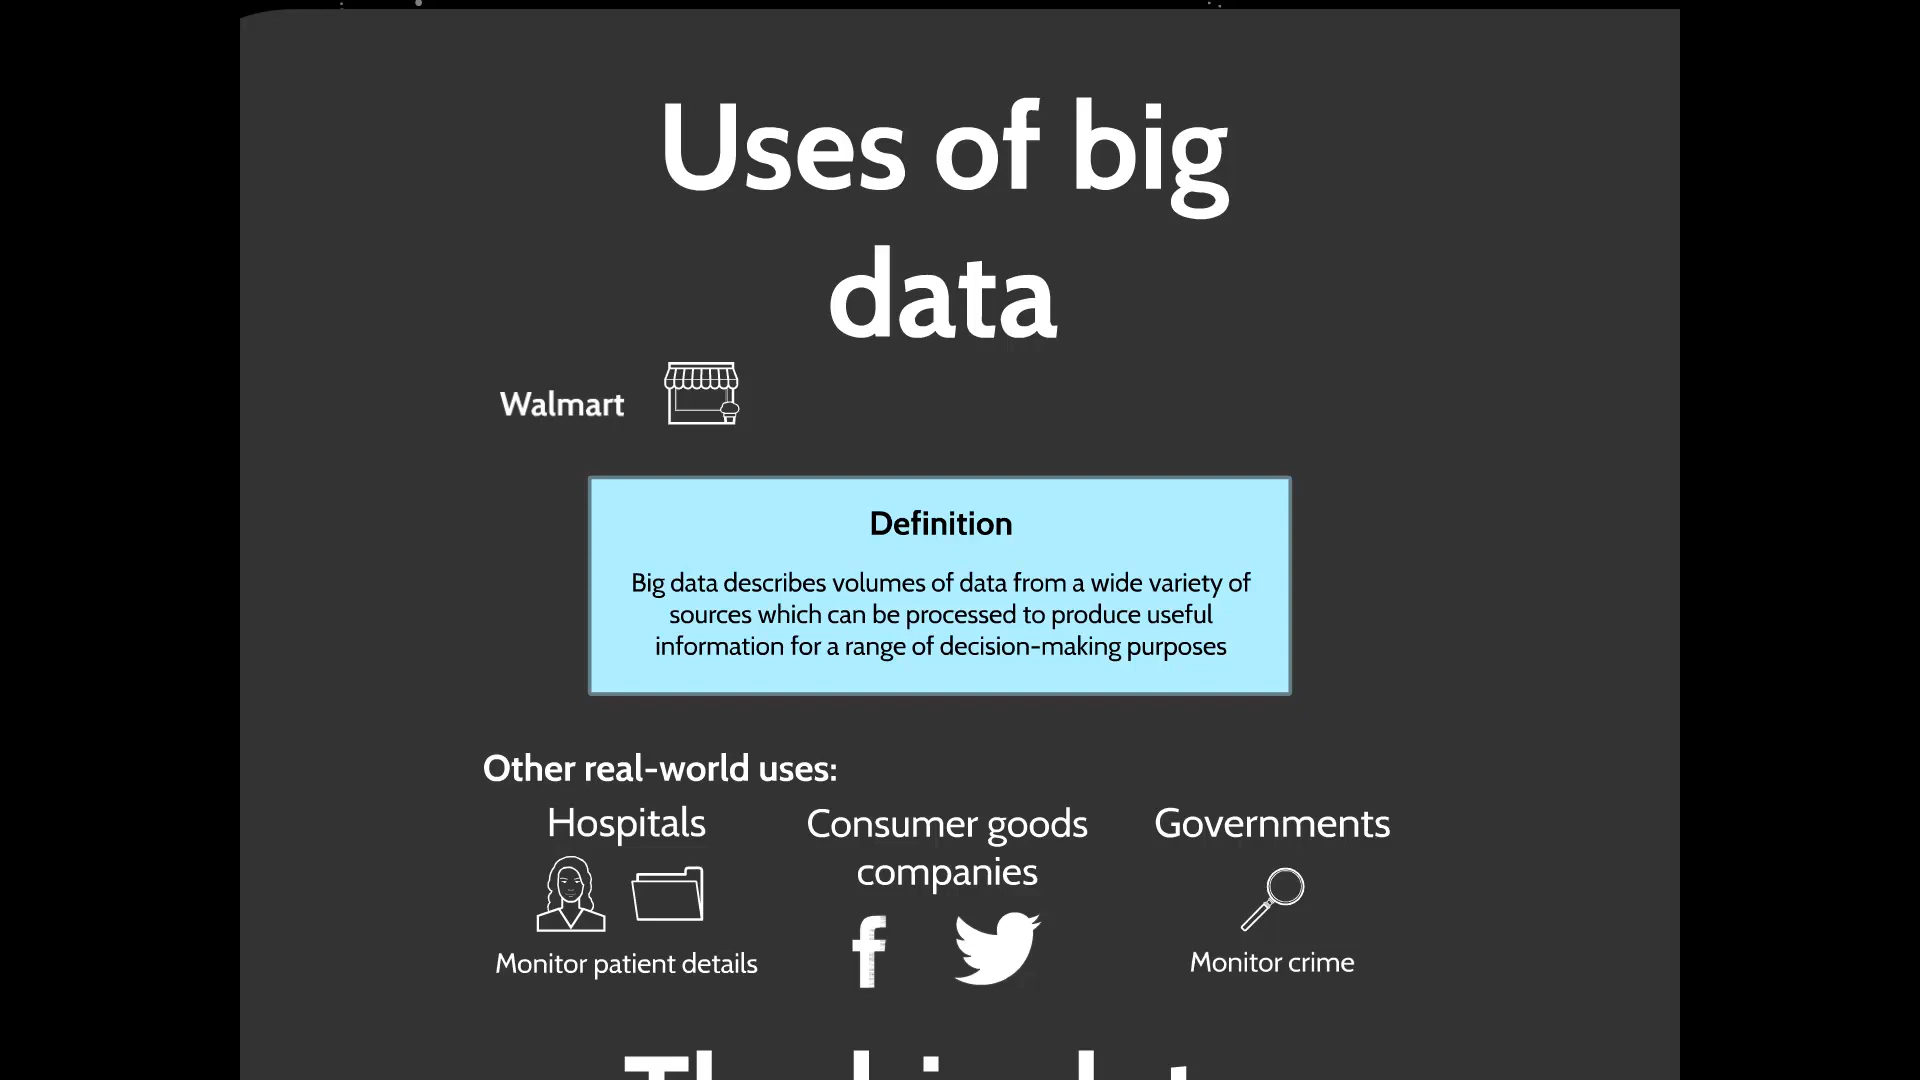 Uses of big
data
Walmart
Definition
Big data describes volumes of data from a wide variety of
sources which can be processed to produce useful
information for a range of decision-making purposes
Other real-world uses:
Hospitals
Consumer goods
companies
Governments
Monitor patient details
Monitor crime